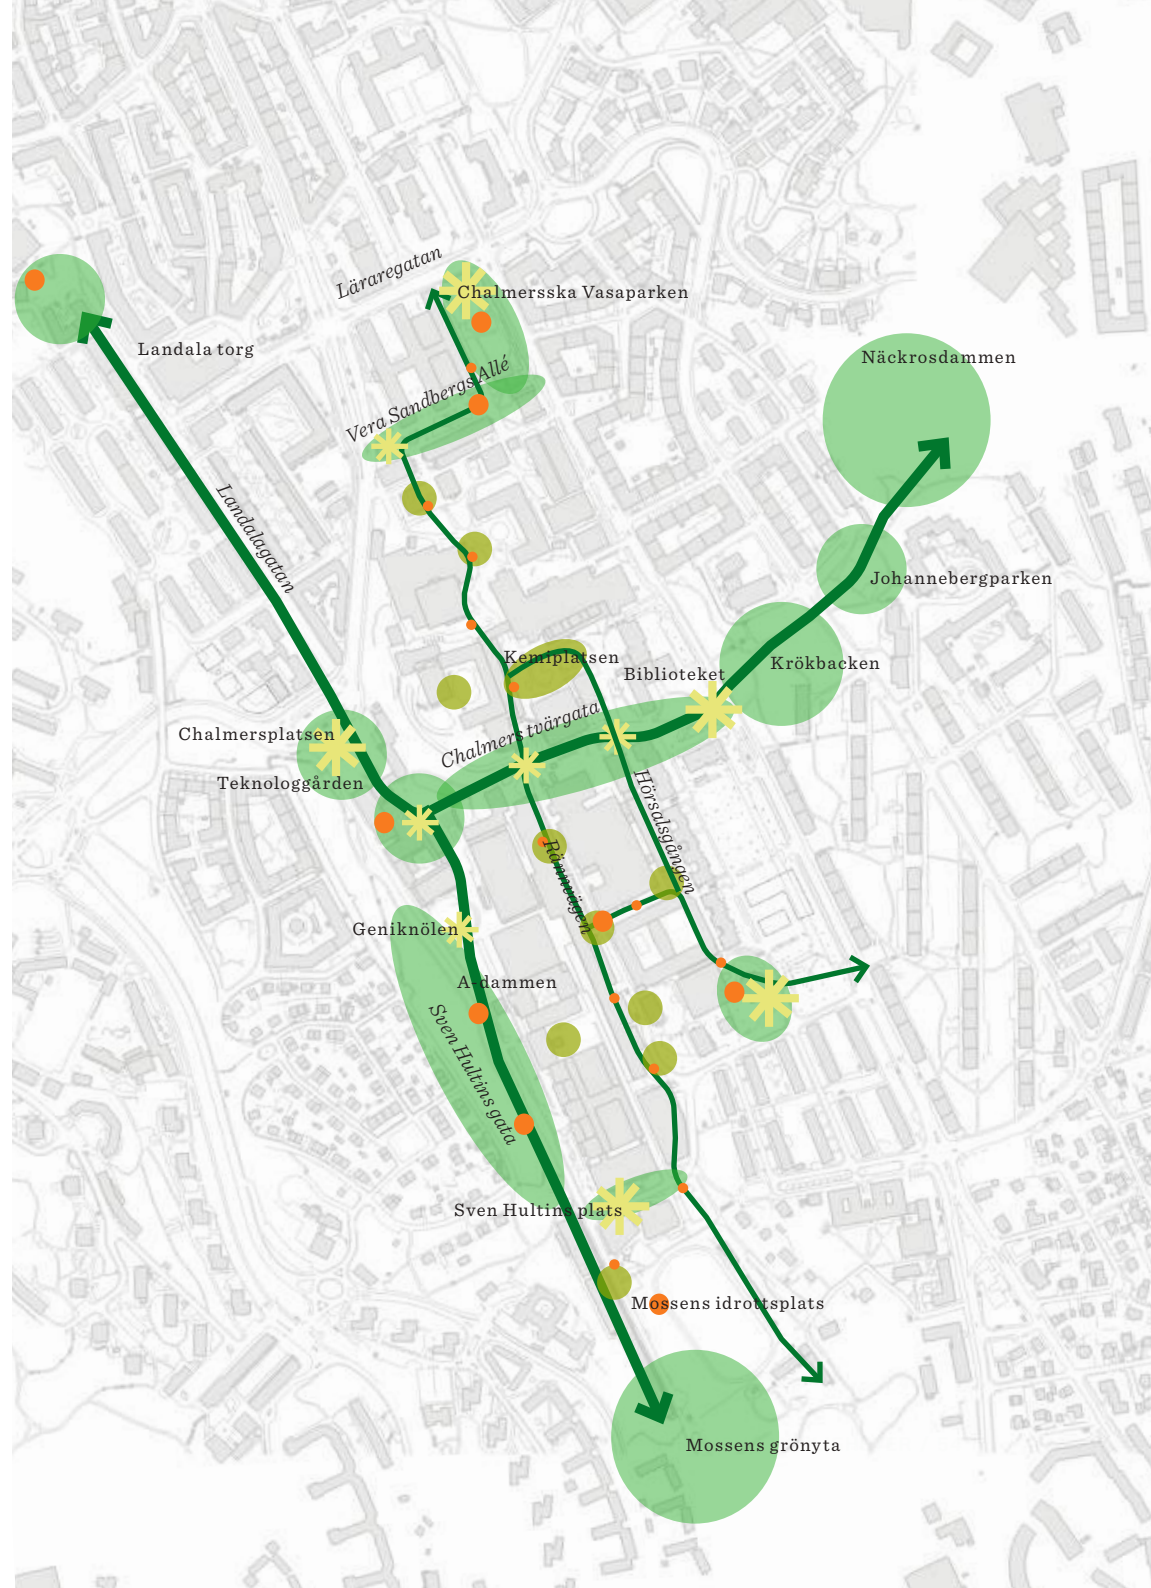 Läraregatan
Chalmersska Vasaparken
Landala torg
Näckrosdammen
Vera Sandbergs Allé
Landalagatan
Johannebergparken
Kemiplatsen
Krökbacken
Biblioteket
Chalmers tvärgata
Chalmersplatsen
Teknologgården
Hörsalsgången
Rännvägen
Geniknölen
A-dammen
Sven Hultins gata
Sven Hultins plats
Mossens idrottsplats
Mossens grönyta